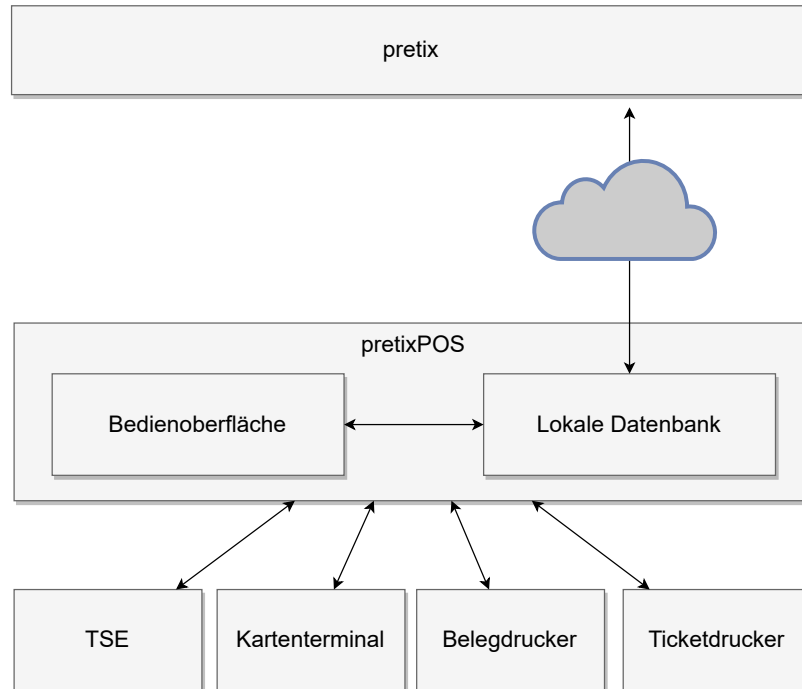 pretix
pretixPOS
Bedienoberfläche
Lokale Datenbank
TSE
Kartenterminal
Belegdrucker
Ticketdrucker